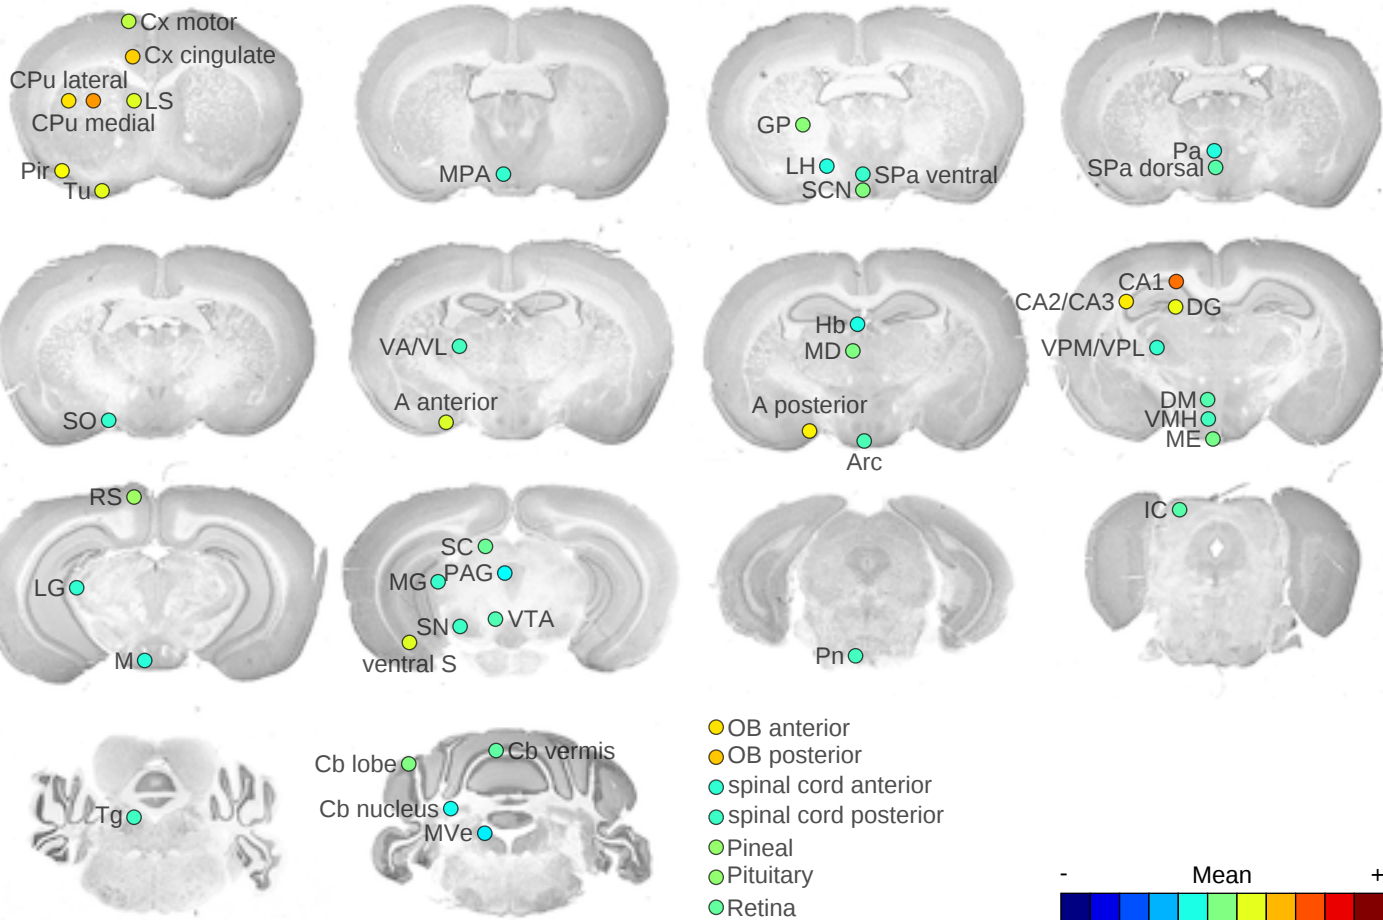 Cx motor
Cx cingulate
CPu lateral
LS
CPu medial
Pir
Tu
MPA
GP
LH
SPa ventral
SCN
Pa
SPa dorsal
SO
VA/VL
A anterior
Hb
MD
A posterior
Arc
CA1
CA2/CA3
DG
VPM/VPL
DM
VMH
ME
RS
LG
M
SC
MG
PAG
SN
VTA
ventral S
Pn
IC
Tg
Cb lobe
Cb vermis
Cb nucleus
MVe
OB anterior
OB posterior
spinal cord anterior
spinal cord posterior
Pineal
Pituitary
Retina
- Mean +